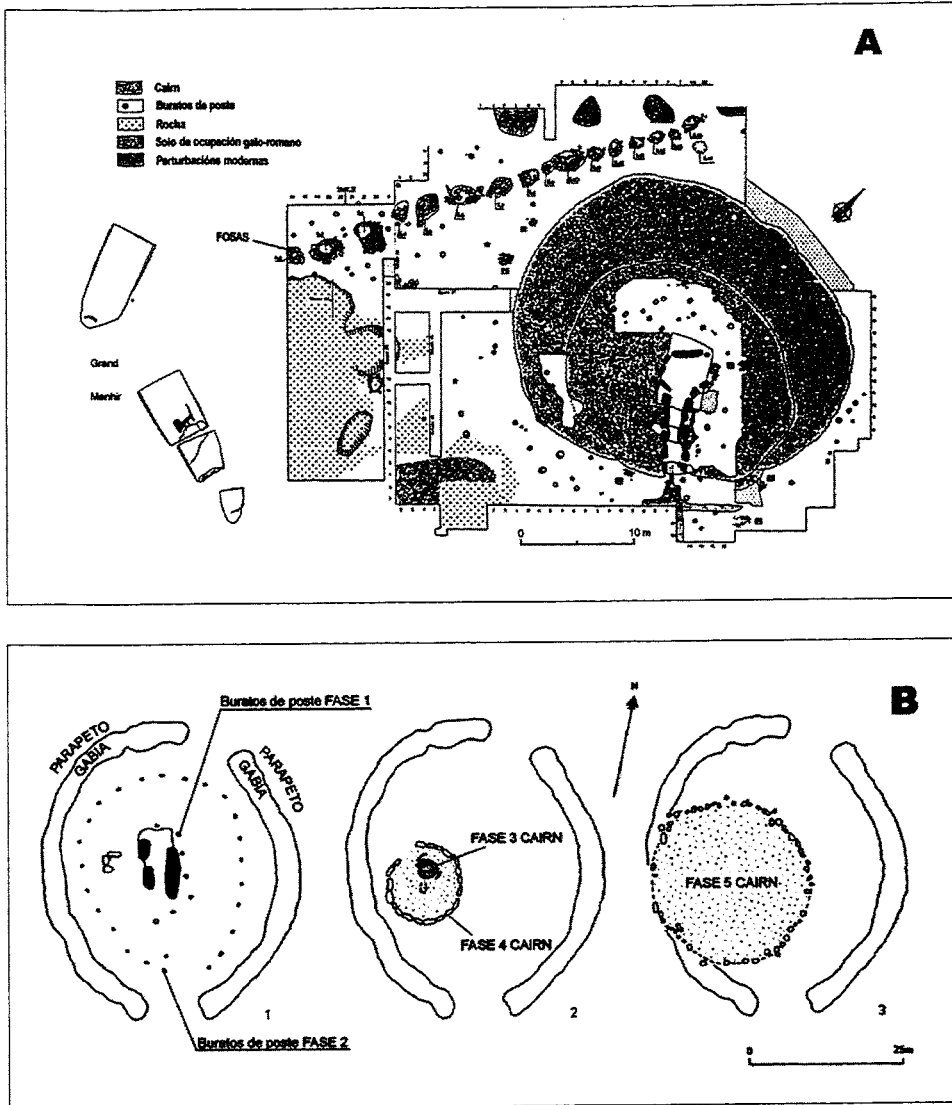 A
Cairn
Buratos de poste
Rocha
Solo de ocupación galo-romano
Perturbacións modernas
FOSAS
Grand
Menhir
0 10 m
B
Buratos de poste FASE 1
PARAPETO
GABIA
PARAPETO
GABIA
Buratos de poste FASE 2
1
N
FASE 3 CAIRN
FASE 4 CAIRN
2
FASE 5 CAIRN
3
0 25m